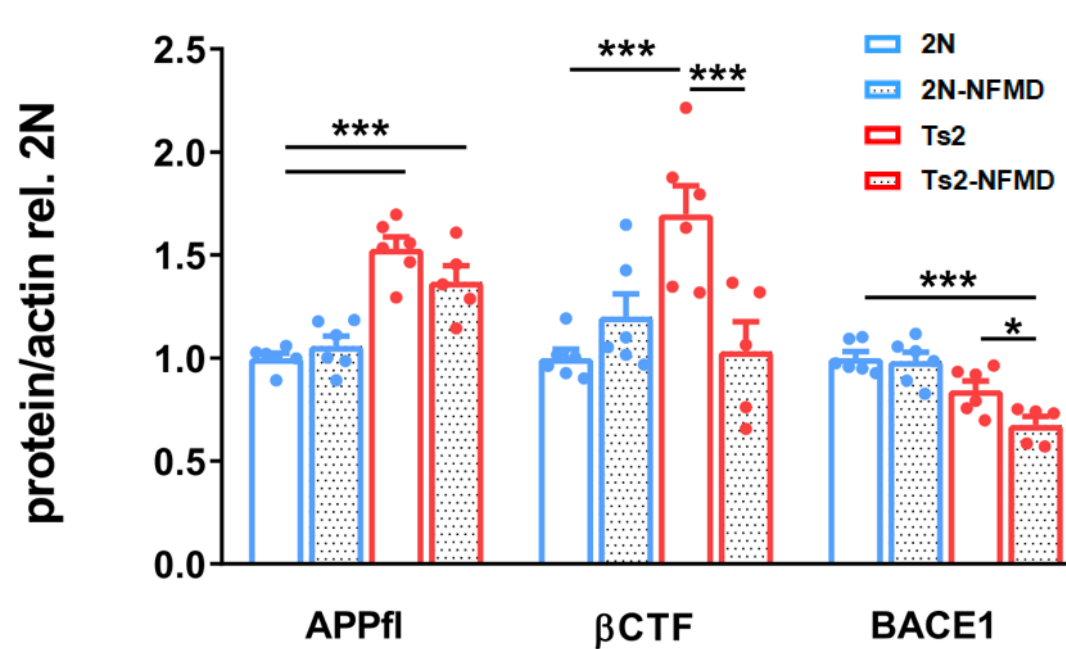 protein/actin rel. 2N
2.5
2.0
1.5
1.0
0.5
0.0
***
***
***
***
*
2N
2N-NFMD
Ts2
Ts2-NFMD
APPfl
βCTF
BACE1